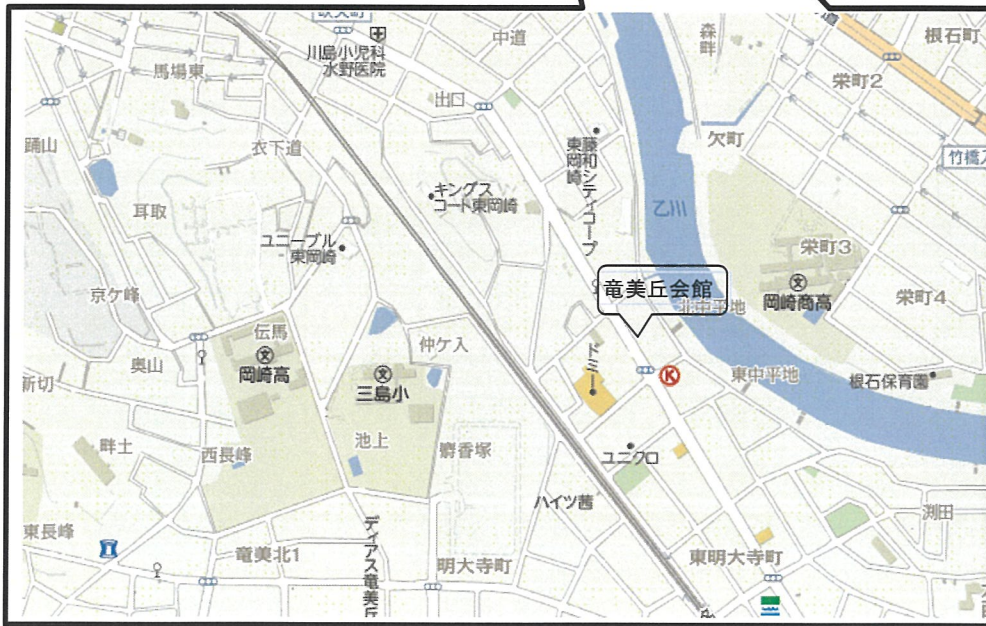 中道
森畔
根石町
川島小児科
水野医院
馬場東
栄町2
出口
欠町
踊山
衣下道
藤和シティコープ
東岡崎
耳取
キングス
コート東岡崎
乙川
ユニーブル
東岡崎
栄町3
京ケ峰
竜美丘会館
北中平地
岡崎商高
栄町4
伝馬
文
岡崎高
奥山
仲ケ入
ドミー
K
新切
三島小
東中平地
根石保育園
畔土
西長峰
池上
麝香塚
ユニクロ
ハイツ茜
東長峰
渕田
竜美北1
ディアス竜美丘
明大寺町
東明大寺町